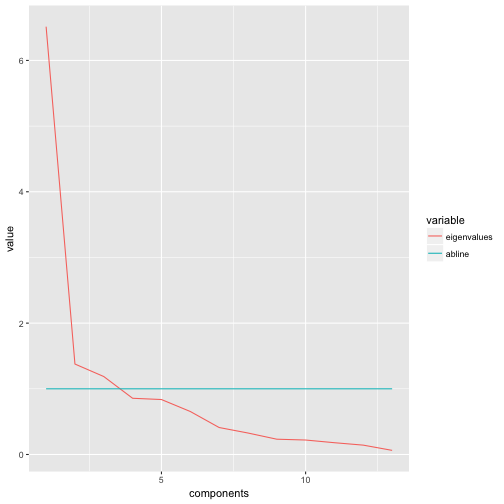 6
4
2
0
value
5
10
components
variable
eigenvalues
abline